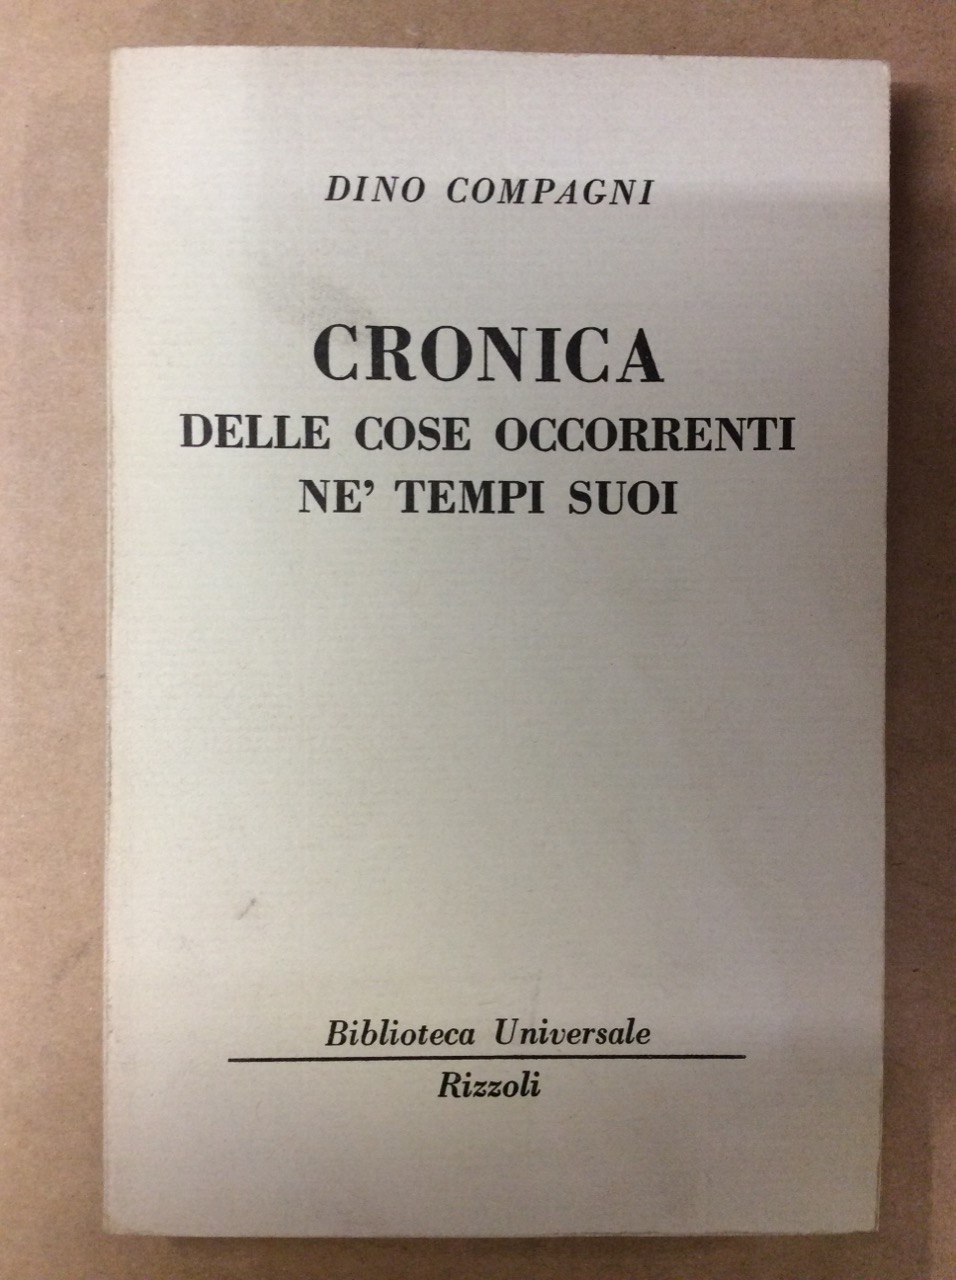 DINO COMPAGNI
CRONICA
DELLE COSE OCCORRENTI
NE’ TEMPI SUOI
Biblioteca Universale
Rizzoli